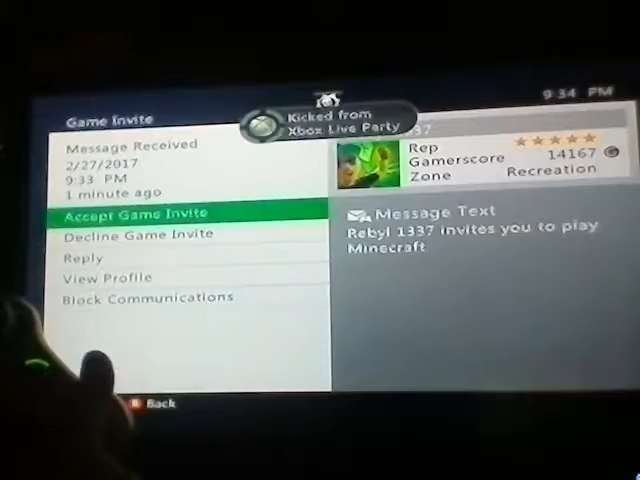 9:34 PM
Game Invite
Kicked from
Xbox Live Party
37
Message Received
2/27/2017
9:33 PM
1 minute ago
Accept Game Invite
Decline Game Invite
Reply
View Profile
Block Communications
Rep
Gamerscore 14167 G
Zone Recreation
Message Text
Rebyl 1337 invites you to play
Minecraft
B Back